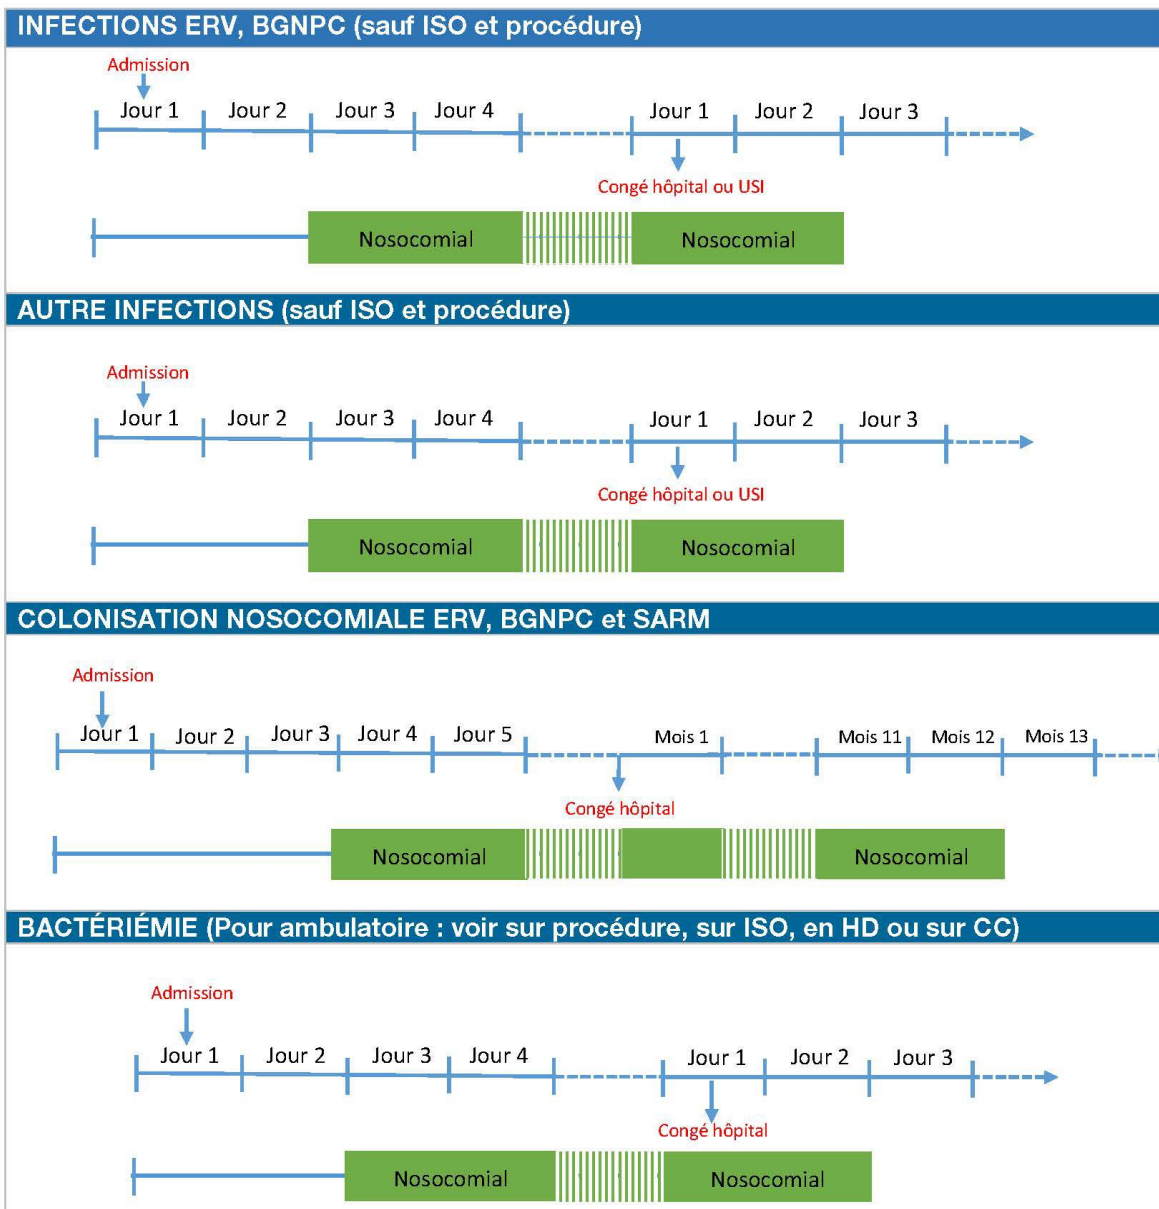 INFECTIONS ERV, BGNPC (sauf ISO et procédure)
Admission
Jour 1 Jour 2 Jour 3 Jour 4 Jour 1 Jour 2 Jour 3
Congé hôpital ou USI
Nosocomial Nosocomial
AUTRE INFECTIONS (sauf ISO et procédure)
Admission
Jour 1 Jour 2 Jour 3 Jour 4 Jour 1 Jour 2 Jour 3
Congé hôpital ou USI
Nosocomial Nosocomial
COLONISATION NOSOCOMIALE ERV, BGNPC et SARM
Admission
Jour 1 Jour 2 Jour 3 Jour 4 Jour 5 Mois 1 Mois 11 Mois 12 Mois 13
Congé hôpital
Nosocomial Nosocomial
BACTÉRIÉMIE (Pour ambulatoire : voir sur procédure, sur ISO, en HD ou sur CC)
Admission
Jour 1 Jour 2 Jour 3 Jour 4 Jour 1 Jour 2 Jour 3
Congé hôpital
Nosocomial Nosocomial